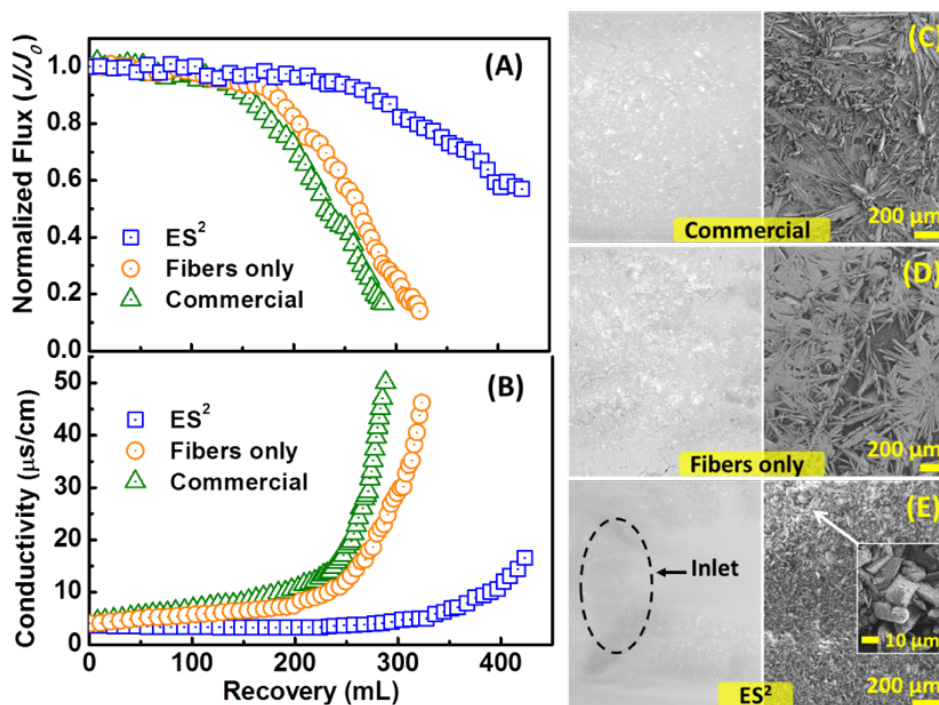 (A)
Normalized Flux (J/J₀)
1.0
0.8
0.6
0.4
0.2
0.0
ES²
Fibers only
Commercial
(B)
Conductivity (µs/cm)
50
40
30
20
10
0
ES²
Fibers only
Commercial
0 100 200 300 400
Recovery (mL)
(C)
Commercial
200 µm
(D)
Fibers only
200 µm
(E)
Inlet
10 µm
ES²
200 µm